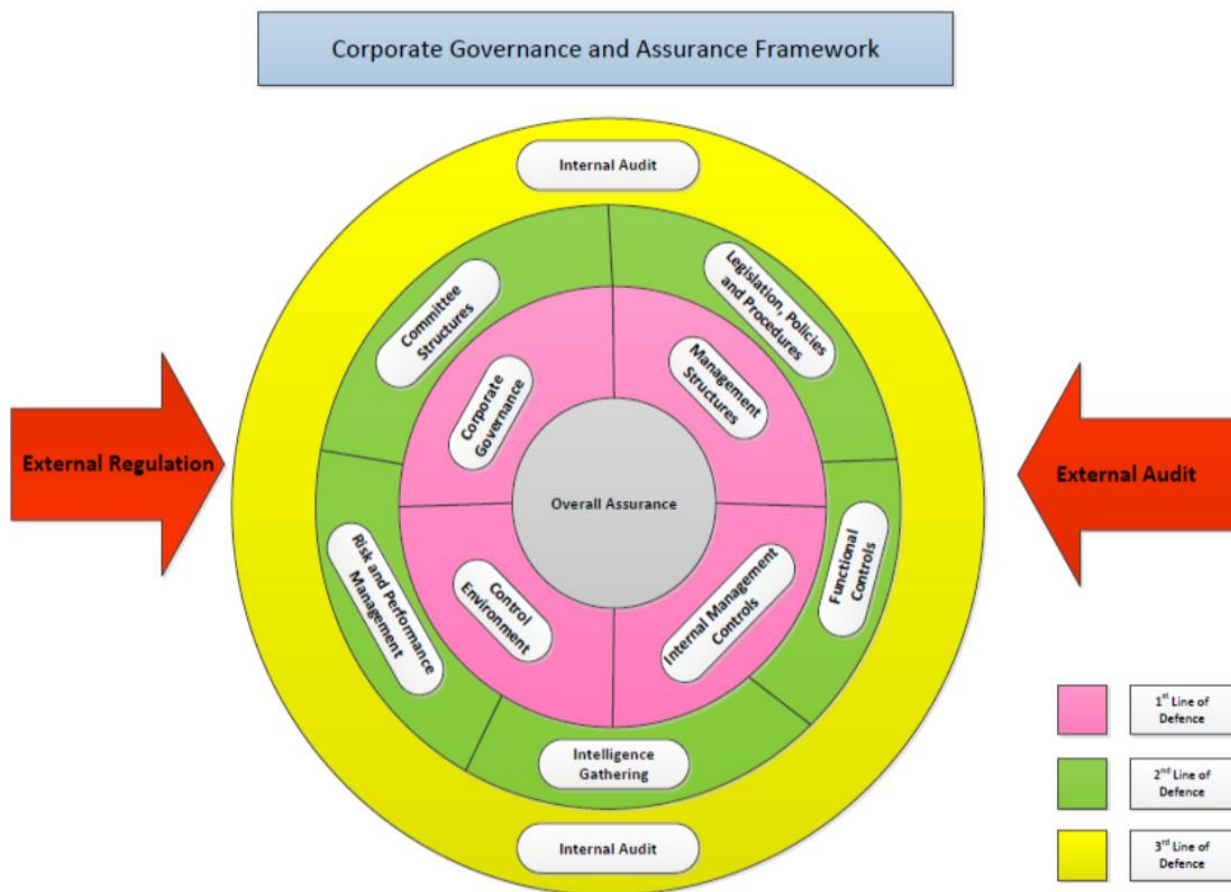 Corporate Governance and Assurance Framework
Internal Audit
Committee
Structures
Legislation, Policies
and Procedures
Corporate
Governance
Management
Structures
External Regulation
External Audit
Overall Assurance
Risk and Performance
Management
Control
Environment
Internal Management
Controls
Functional
Controls
Intelligence
Gathering
Internal Audit
1st Line of
Defence
2nd Line of
Defence
3rd Line of
Defence